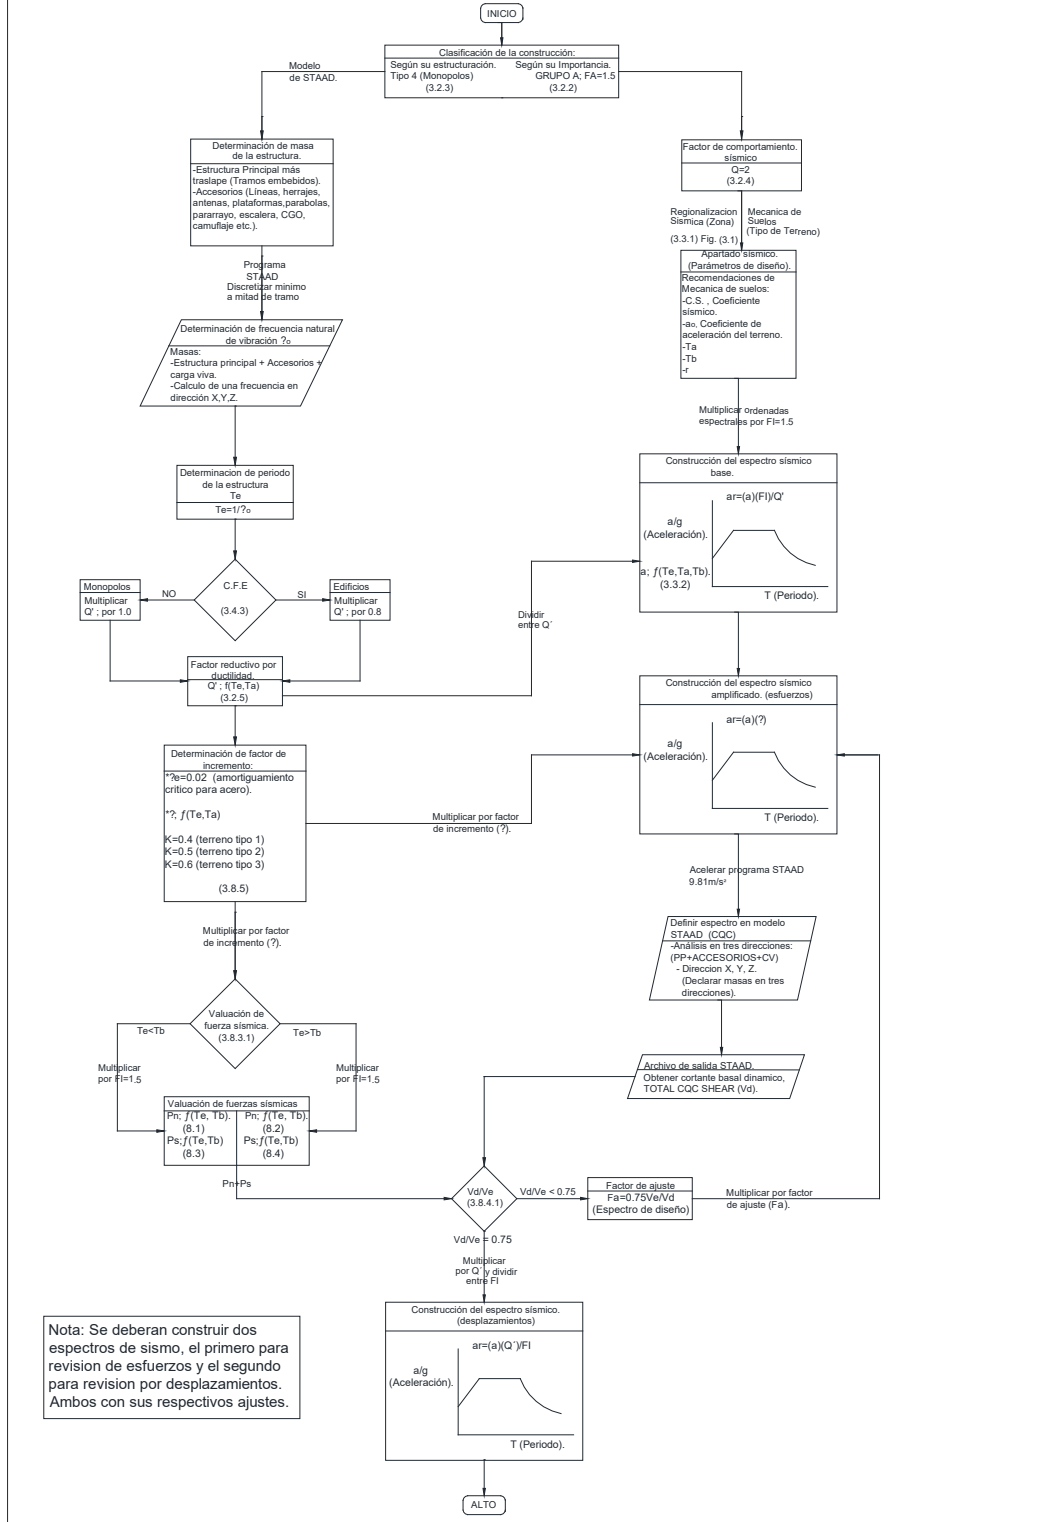 INICIO
Clasificación de la construcción:
Según su estructuración.
Tipo 4 (Monopolos)
(3.2.3)
Según su Importancia.
GRUPO A; FA=1.5
(3.2.2)
Modelo
de STAAD.
Determinación de masa
de la estructura.
-Estructura Principal más
traslape (Tramos embebidos).
-Accesorios (Líneas, herrajes,
antenas, plataformas,parabolas,
pararrayo, escalera, CGO,
camuflaje etc.).
Programa
STAAD
Discretizar minimo
a mitad de tramo
Determinación de frecuencia natural
de vibración ?o
Masas:
-Estructura principal + Accesorios +
carga viva.
-Calculo de una frecuencia en
dirección X,Y,Z.
Determinacion de periodo
de la estructura
Te
Te=1/?o
C.F.E
(3.4.3)
NO
SI
Monopolos
Multiplicar
Q' ; por 1.0
Edificios
Multiplicar
Q' ; por 0.8
Factor reductivo por
ductilidad.
Q' ; f(Te,Ta)
(3.2.5)
Dividir
entre Q´
Determinación de factor de
incremento:
*?e=0.02 (amortiguamiento
critico para acero).
*?; ƒ(Te,Ta)
K=0.4 (terreno tipo 1)
K=0.5 (terreno tipo 2)
K=0.6 (terreno tipo 3)
(3.8.5)
Multiplicar por factor
de incremento (?).
Multiplicar por factor
de incremento (?).
Valuación de
fuerza sísmica.
(3.8.3.1)
Te<Tb
Te>Tb
Multiplicar
por FI=1.5
Multiplicar
por FI=1.5
Valuación de fuerzas sísmicas
Pn; ƒ(Te, Tb).
(8.1)
Ps;ƒ(Te,Tb)
(8.3)
Pn; ƒ(Te, Tb).
(8.2)
Ps;ƒ(Te,Tb)
(8.4)
Pn+Ps
Factor de comportamiento.
sísmico
Q=2
(3.2.4)
Regionalizacion
Sismica (Zona)
(3.3.1) Fig. (3.1)
Mecanica de
Suelos
(Tipo de Terreno)
Apartado sísmico.
(Parámetros de diseño).
Recomendaciones de
Mecanica de suelos:
-C.S. , Coeficiente
sísmico.
-ao, Coeficiente de
aceleración del terreno.
-Ta
-Tb
-r
Multiplicar ordenadas
espectrales por FI=1.5
Construcción del espectro sísmico
base.
ar=(a)(FI)/Q'
a/g
(Aceleración).
a; ƒ(Te,Ta,Tb).
(3.3.2)
T (Periodo).
Construcción del espectro sísmico
amplificado. (esfuerzos)
ar=(a)(?)
a/g
(Aceleración).
T (Periodo).
Acelerar programa STAAD
9.81m/s²
Definir espectro en modelo
STAAD (CQC)
-Análisis en tres direcciones:
(PP+ACCESORIOS+CV)
- Direccion X, Y, Z.
(Declarar masas en tres
direcciones).
Archivo de salida STAAD.
Obtener cortante basal dinamico,
TOTAL CQC SHEAR (Vd).
Vd/Ve
(3.8.4.1)
Vd/Ve < 0.75
Factor de ajuste
Fa=0.75Ve/Vd
(Espectro de diseño)
Multiplicar por factor
de ajuste (Fa).
Vd/Ve = 0.75
Multiplicar
por Q´ y dividir
entre FI
Construcción del espectro sísmico.
(desplazamientos)
ar=(a)(Q´)/FI
a/g
(Aceleración).
T (Periodo).
ALTO
Nota: Se deberan construir dos
espectros de sismo, el primero para
revision de esfuerzos y el segundo
para revision por desplazamientos.
Ambos con sus respectivos ajustes.